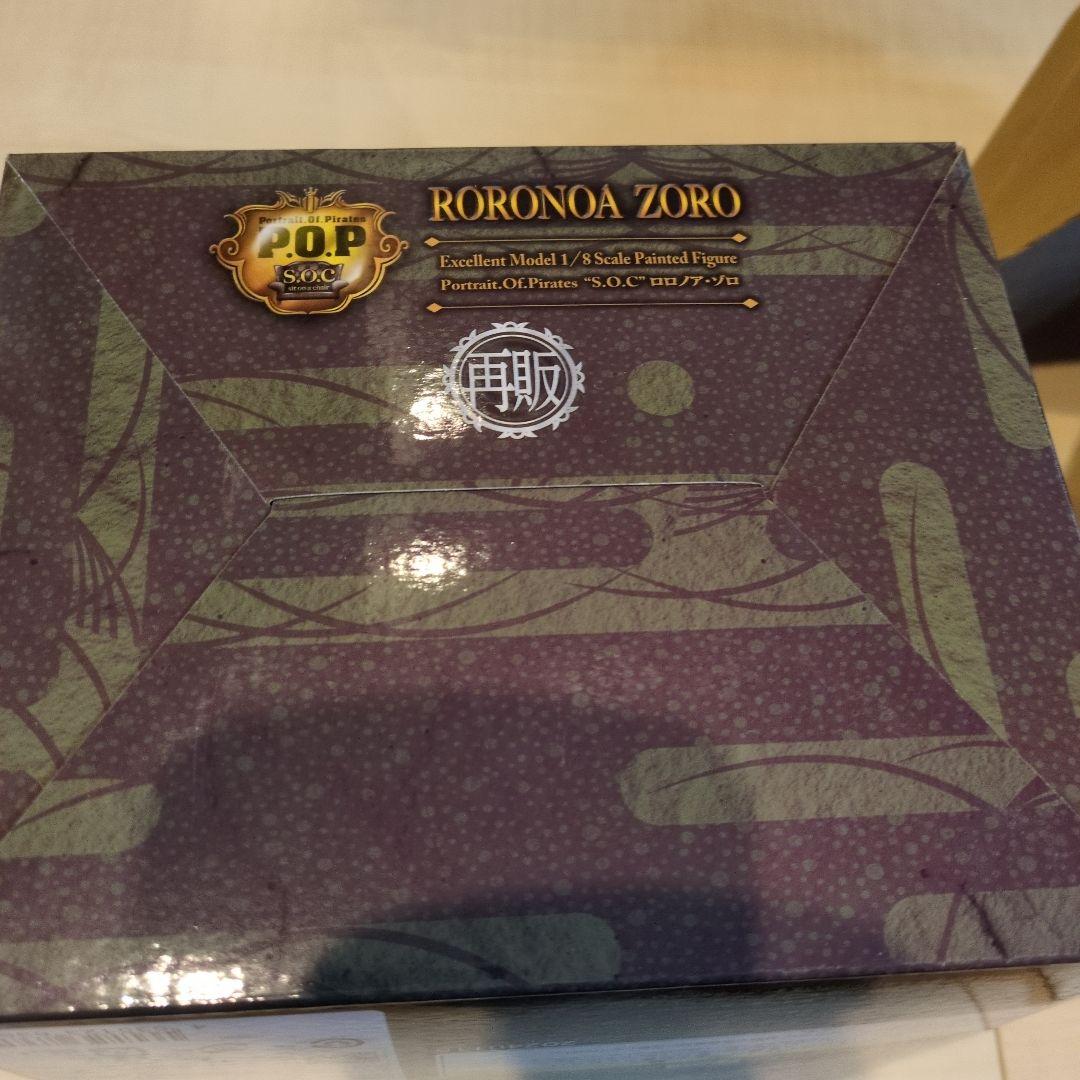 Portrait.Of.Pirates
P.O.P
S.O.C
sit on a chair
RORONOA ZORO
Excellent Model 1/8 Scale Painted Figure
Portrait.Of.Pirates “S.O.C” ロロノア・ゾロ
再販